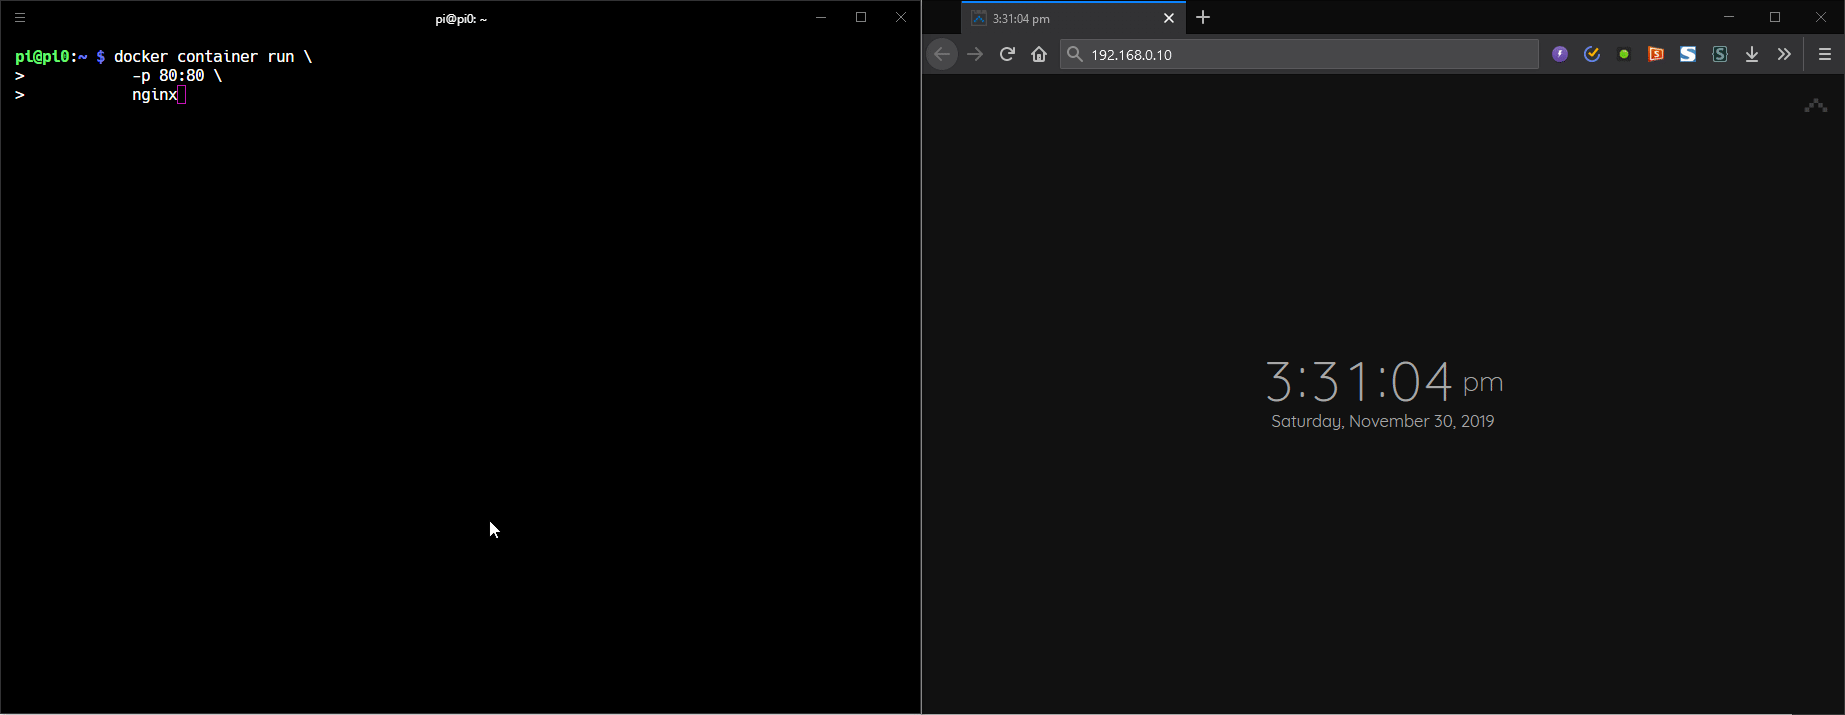 pi@pi0: ~
pi@pi0:~ $ docker container run \
> -p 80:80 \
> nginx
3:31:04 pm
192.168.0.10
3:31:04 pm
Saturday, November 30, 2019